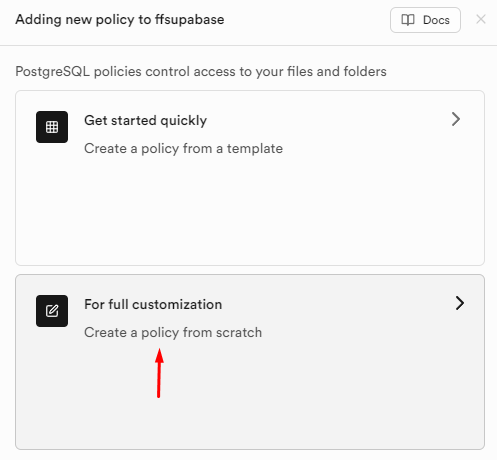 Adding new policy to ffsupabase
Docs
PostgreSQL policies control access to your files and folders
Get started quickly
Create a policy from a template
For full customization
Create a policy from scratch